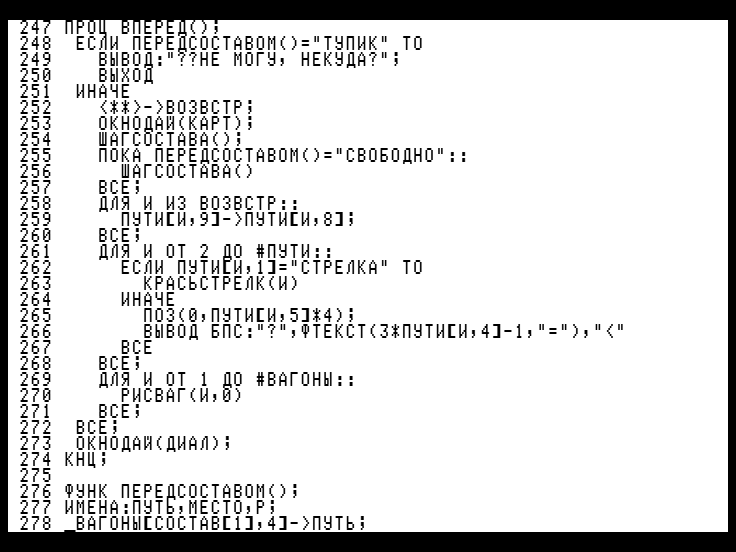 247 ПРОЦ ВПЕРЕД();
248  ЕСЛИ ПЕРЕДСОСТАВОМ()="ТУПИК" ТО
249    ВЫВОД:"??НЕ МОГУ, НЕКУДА?";
250    ВЫХОД
251  ИНАЧЕ
252    <**>->ВОЗВСТР;
253    ОКНОДАЙ(КАРТ);
254    ШАГСОСТАВА();
255    ПОКА ПЕРЕДСОСТАВОМ()="СВОБОДНО"::
256      ШАГСОСТАВА()
257    ВСЕ;
258    ДЛЯ И ИЗ ВОЗВСТР::
259      ПУТИ[И,9]->ПУТИ[И,8];
260    ВСЕ;
261    ДЛЯ И ОТ 2 ДО #ПУТИ::
262      ЕСЛИ ПУТИ[И,1]="СТРЕЛКА" ТО
263        КРАСЬСТРЕЛК(И)
264      ИНАЧЕ
265        ПОЗ(0,ПУТИ[И,5]*4);
266        ВЫВОД БПС:"?",ФТЕКСТ(3*ПУТИ[И,4]-1,"="),"<"
267      ВСЕ
268    ВСЕ;
269    ДЛЯ И ОТ 1 ДО #ВАГОНЫ::
270      РИСВАГ(И,0)
271    ВСЕ;
272  ВСЕ;
273  ОКНОДАЙ(ДИАЛ);
274 КНЦ;
275
276 ФУНК ПЕРЕДСОСТАВОМ();
277 ИМЕНА:ПУТЬ,МЕСТО,Р;
278 _ВАГОНЫ[СОСТАВ[1],4]->ПУТЬ;